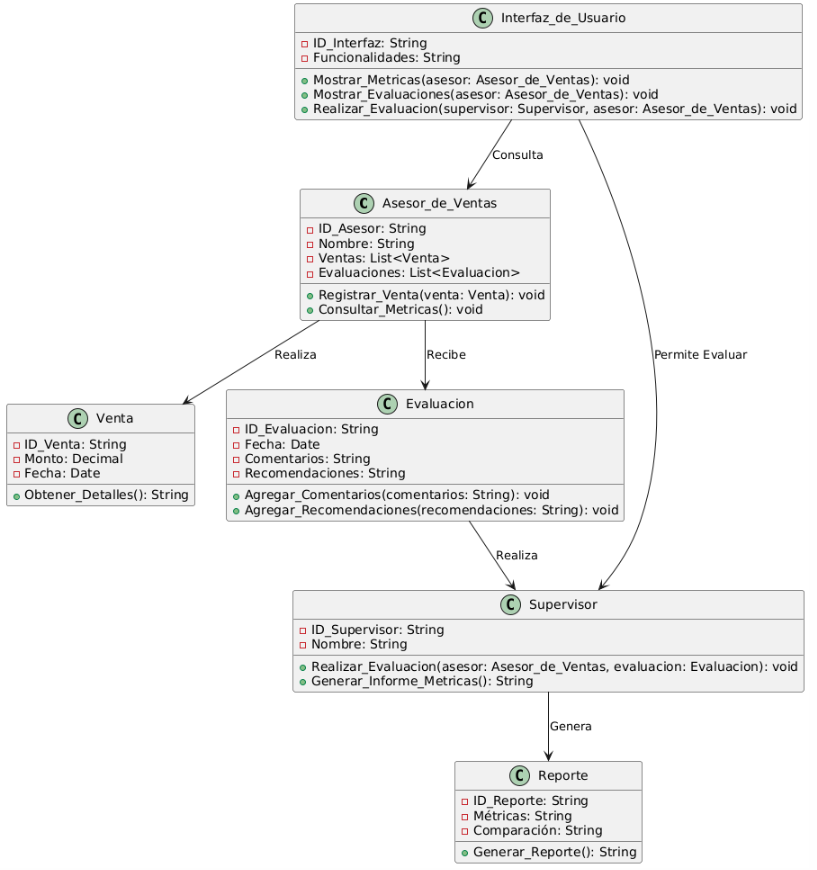 C Interfaz_de_Usuario
ID_Interfaz: String
Funcionalidades: String
Mostrar_Metricas(asesor: Asesor_de_Ventas): void
Mostrar_Evaluaciones(asesor: Asesor_de_Ventas): void
Realizar_Evaluacion(supervisor: Supervisor, asesor: Asesor_de_Ventas): void
Consulta
C Asesor_de_Ventas
ID_Asesor: String
Nombre: String
Ventas: List<Venta>
Evaluaciones: List<Evaluacion>
Registrar_Venta(venta: Venta): void
Consultar_Metricas(): void
Realiza
Recibe
Permite Evaluar
C Venta
ID_Venta: String
Monto: Decimal
Fecha: Date
Obtener_Detalles(): String
C Evaluacion
ID_Evaluacion: String
Fecha: Date
Comentarios: String
Recomendaciones: String
Agregar_Comentarios(comentarios: String): void
Agregar_Recomendaciones(recomendaciones: String): void
Realiza
C Supervisor
ID_Supervisor: String
Nombre: String
Realizar_Evaluacion(asesor: Asesor_de_Ventas, evaluacion: Evaluacion): void
Generar_Informe_Metricas(): String
Genera
C Reporte
ID_Reporte: String
Métricas: String
Comparación: String
Generar_Reporte(): String